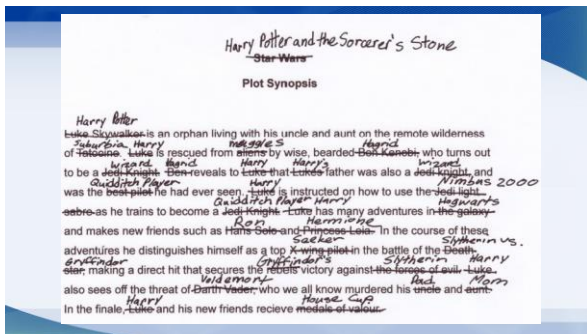 Harry Potter and the Sorcerer's Stone
Star Wars
Plot Synopsis
Harry Potter
Luke Skywalker is an orphan living with his uncle and aunt on the remote wilderness
suburbia Harry muggles Hagrid
of Tatooine. Luke is rescued from aliens by wise, bearded Ben Kenobi, who turns out
wizard Hagrid Harry Harry's wizard
to be a Jedi Knight. Ben reveals to Luke that Luke's father was also a Jedi knight, and
Quidditch Player Harry Nimbus 2000
was the best pilot he had ever seen. Luke is instructed on how to use the Jedi light
Quidditch Player Harry Hogwarts
sabre as he trains to become a Jedi Knight. Luke has many adventures in the galaxy
Ron Hermione
and makes new friends such as Hans Solo and Princess Leia. In the course of these
Seeker Slytherin vs.
adventures he distinguishes himself as a top X-wing pilot in the battle of the Death
Gryffindor Gryffindor's Slytherin Harry
star, making a direct hit that secures the rebels victory against the forces of evil. Luke
Voldemort Dad Mom
also sees off the threat of Darth Vader, who we all know murdered his uncle and aunt.
Harry House Cup
In the finale, Luke and his new friends recieve medals of valour.